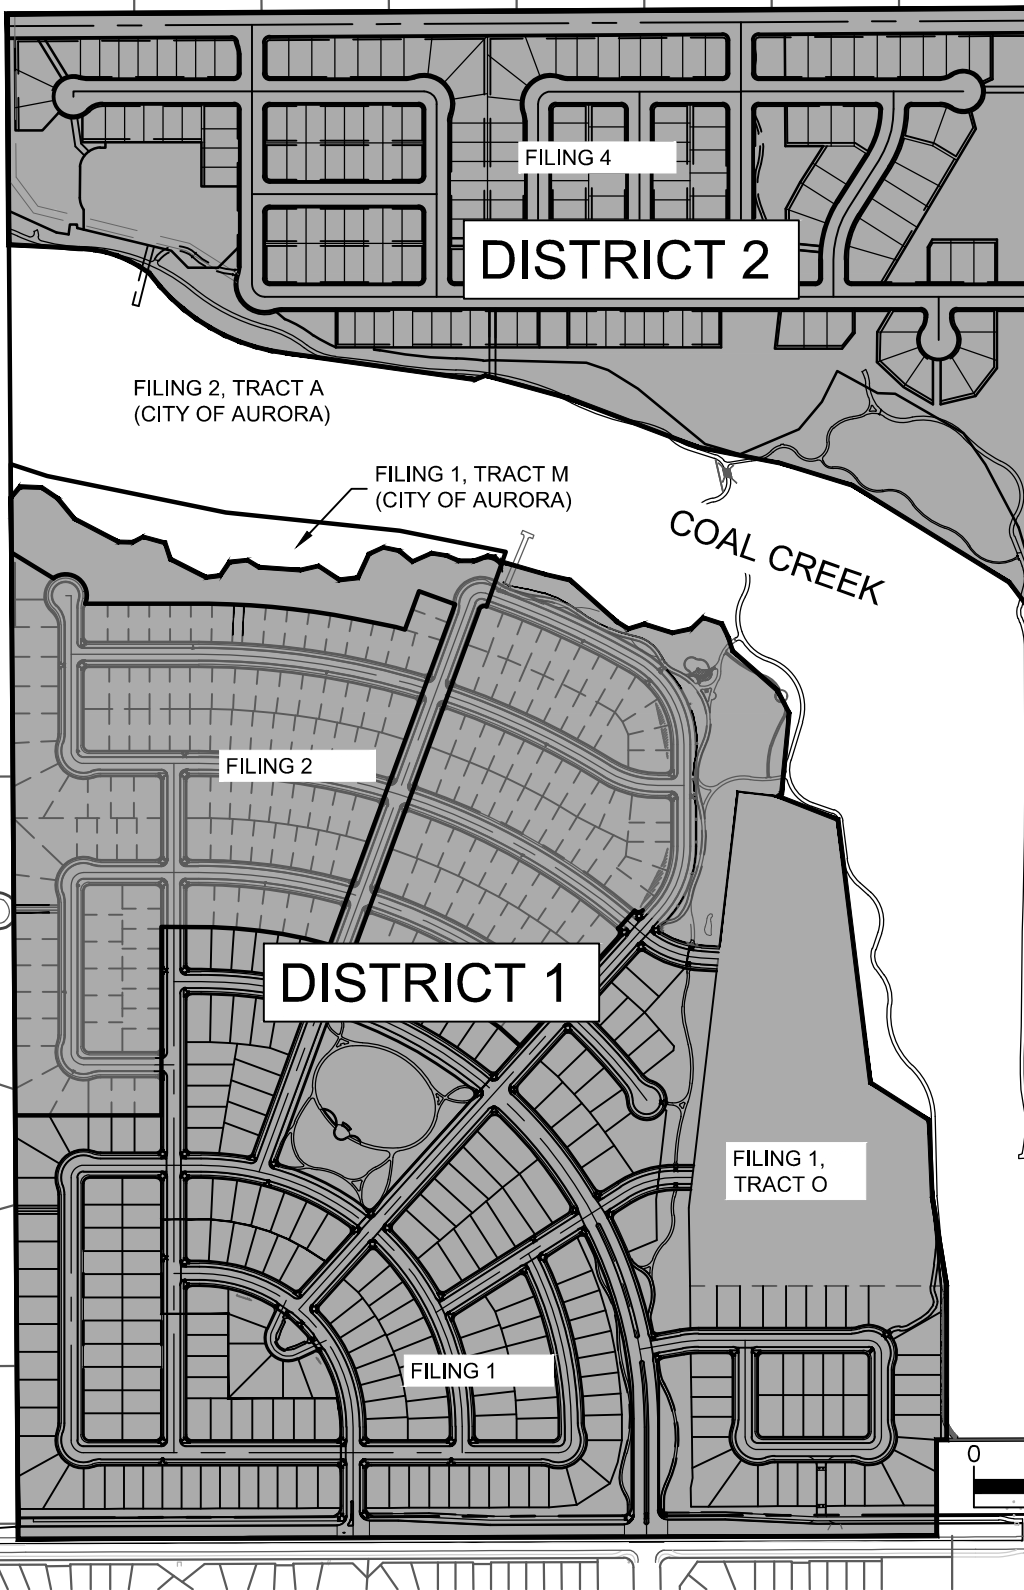 FILING 4
DISTRICT 2
FILING 2, TRACT A
(CITY OF AURORA)
FILING 1, TRACT M
(CITY OF AURORA)
COAL CREEK
FILING 2
DISTRICT 1
FILING 1,
TRACT O
FILING 1
0